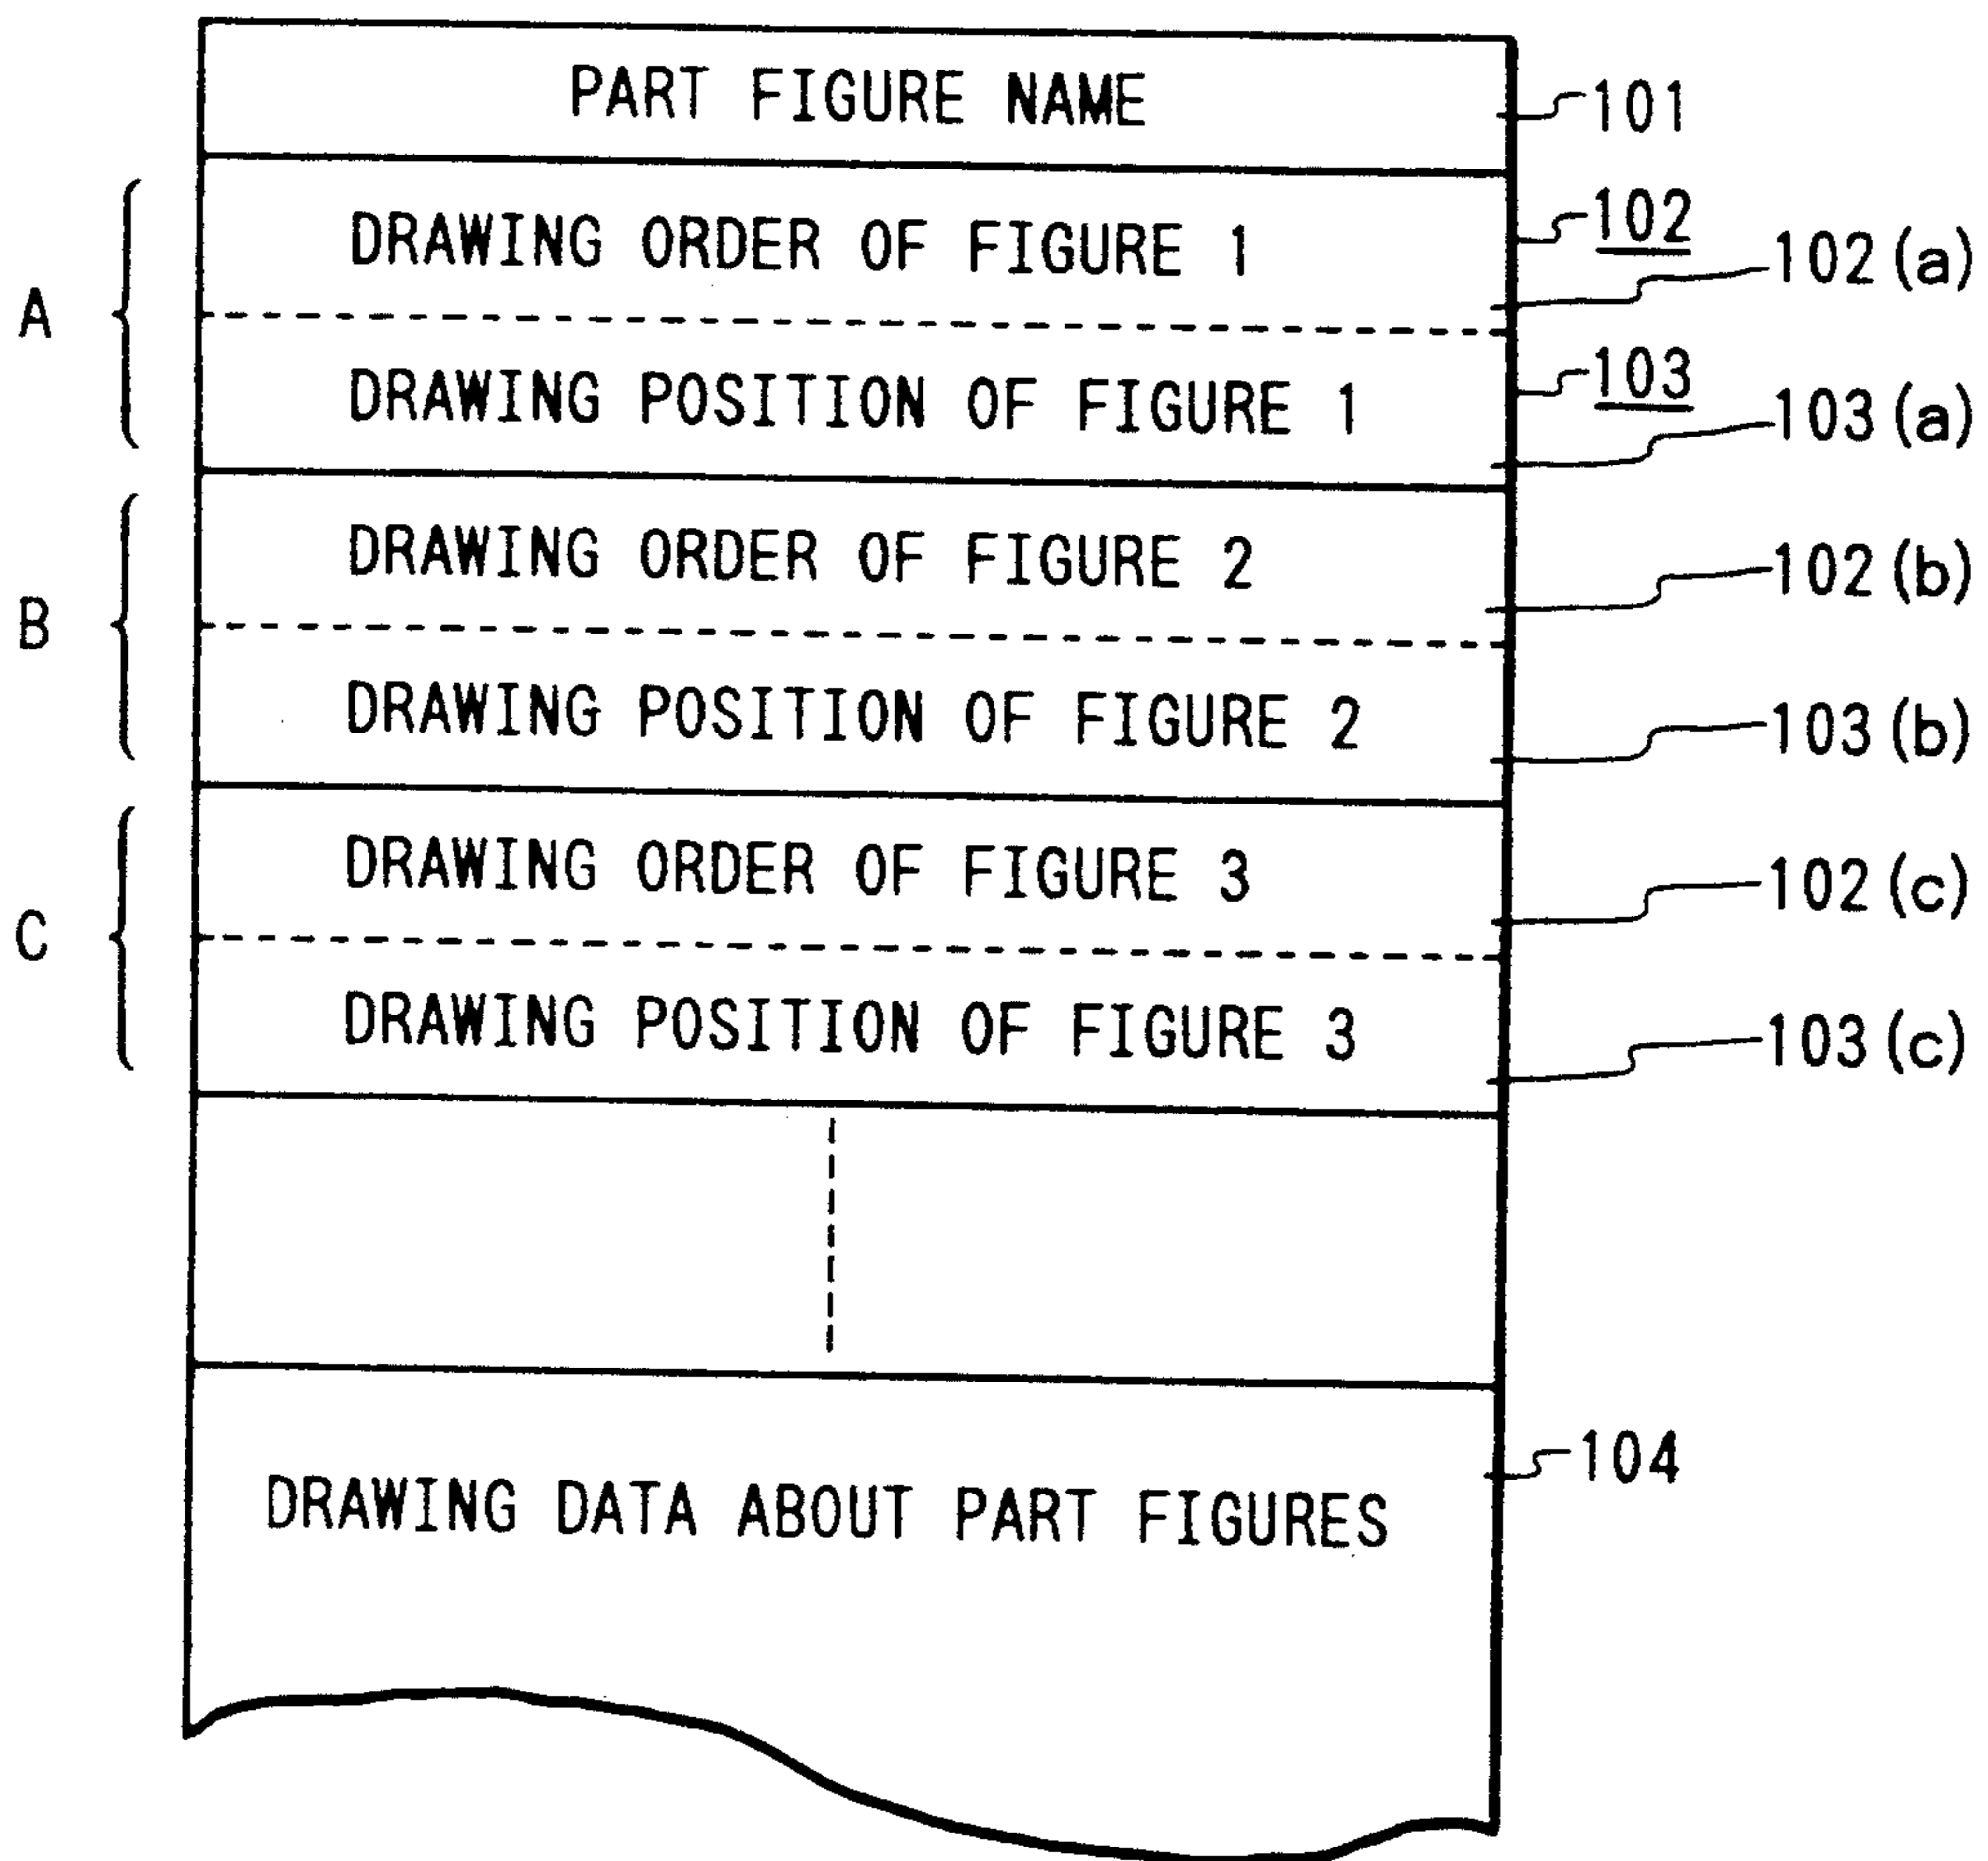 PART FIGURE NAME 101
DRAWING ORDER OF FIGURE 1 102
102(a)
A
DRAWING POSITION OF FIGURE 1 103
103(a)
DRAWING ORDER OF FIGURE 2 102(b)
B
DRAWING POSITION OF FIGURE 2 103(b)
DRAWING ORDER OF FIGURE 3 102(c)
C
DRAWING POSITION OF FIGURE 3 103(c)
104
DRAWING DATA ABOUT PART FIGURES